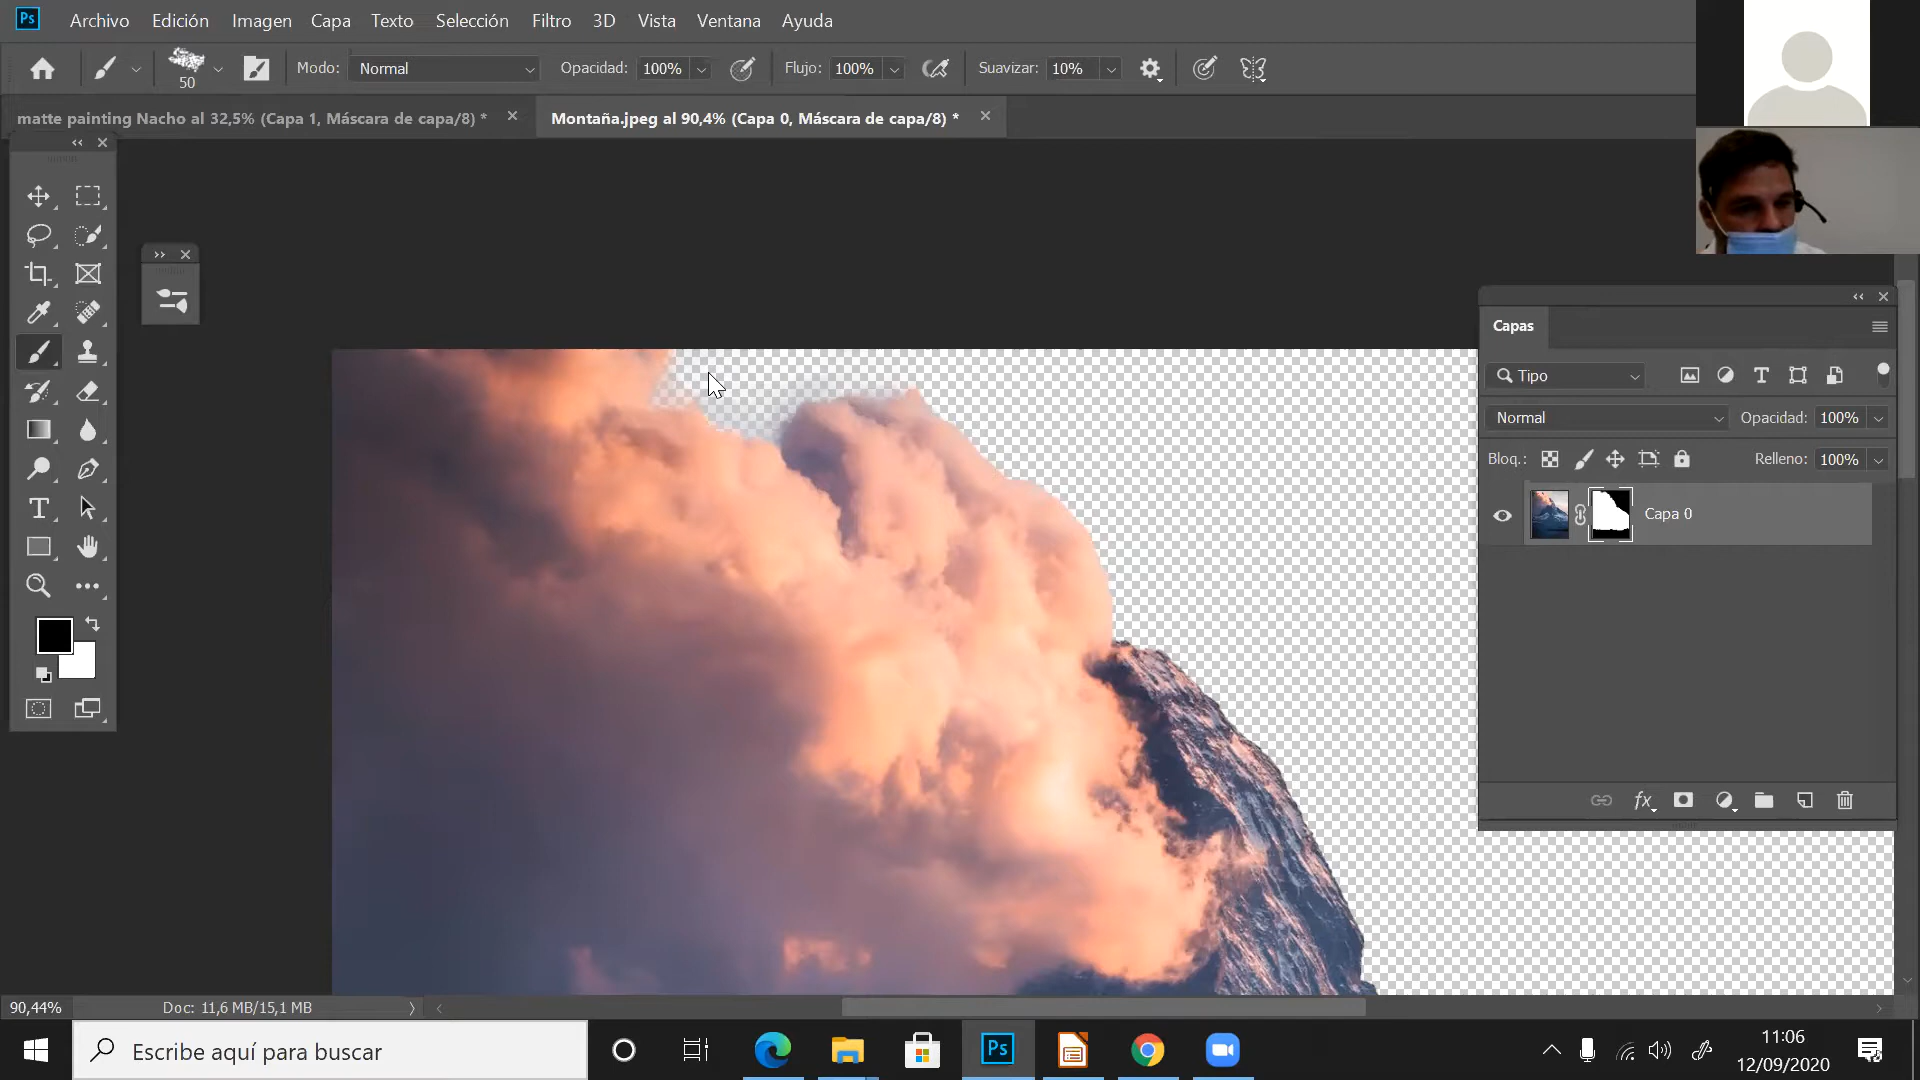 Ps Archivo Edición Imagen Capa Texto Selección Filtro 3D Vista Ventana Ayuda
50 Modo: Normal Opacidad: 100% Flujo: 100% Suavizar: 10%
matte painting Nacho al 32,5% (Capa 1, Máscara de capa/8) * Montaña.jpeg al 90,4% (Capa 0, Máscara de capa/8) *
Capas
Tipo
Normal Opacidad: 100%
Bloq.: Relleno: 100%
Capa 0
fx
90,44% Doc: 11,6 MB/15,1 MB
Escribe aquí para buscar
Ps
11:06
12/09/2020